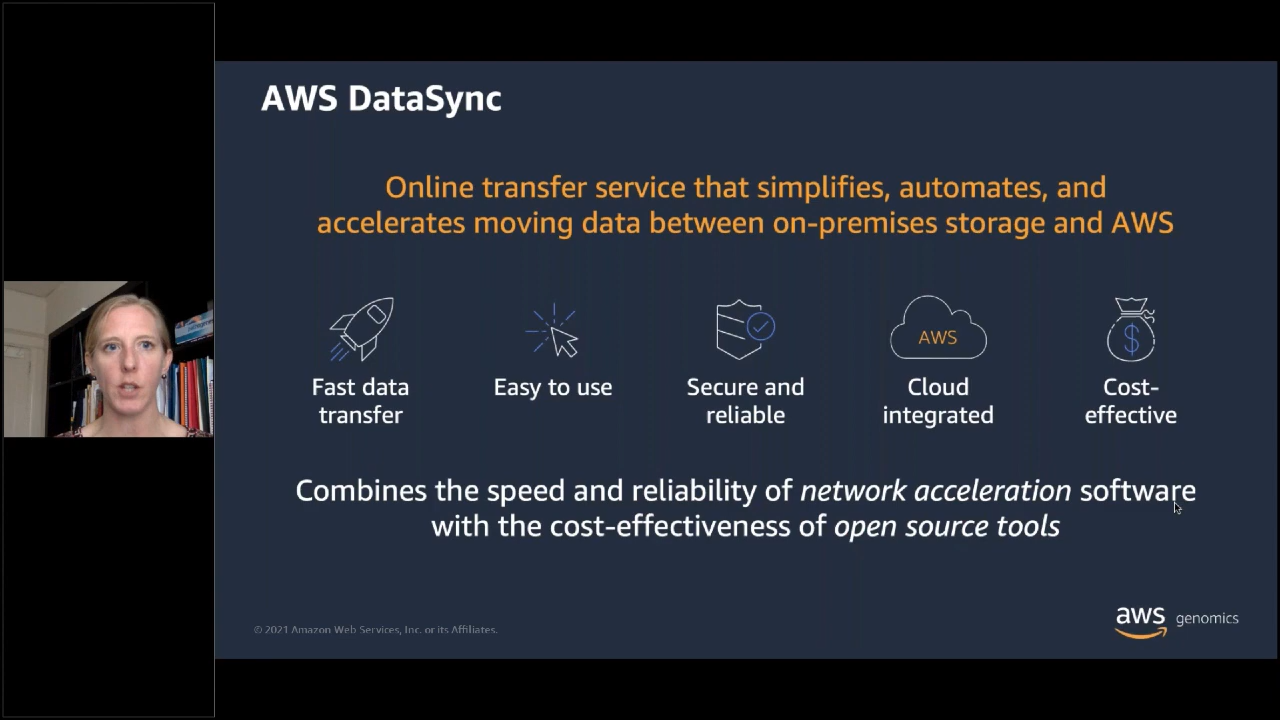 AWS DataSync
Online transfer service that simplifies, automates, and
accelerates moving data between on-premises storage and AWS
AWS
$
Fast data
transfer
Easy to use
Secure and
reliable
Cloud
integrated
Cost-
effective
Combines the speed and reliability of network acceleration software
with the cost-effectiveness of open source tools
© 2021 Amazon Web Services, Inc. or its Affiliates.
aws genomics